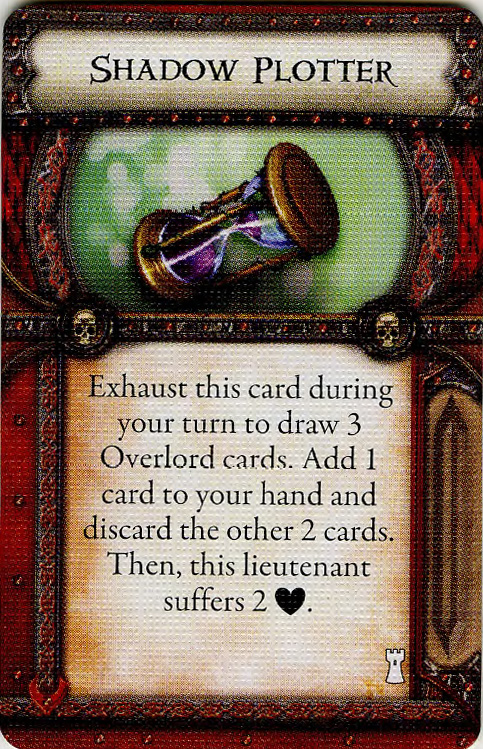 Shadow Plotter
Exhaust this card during
your turn to draw 3
Overlord cards. Add 1
card to your hand and
discard the other 2 cards.
Then, this lieutenant
suffers 2 ♥.